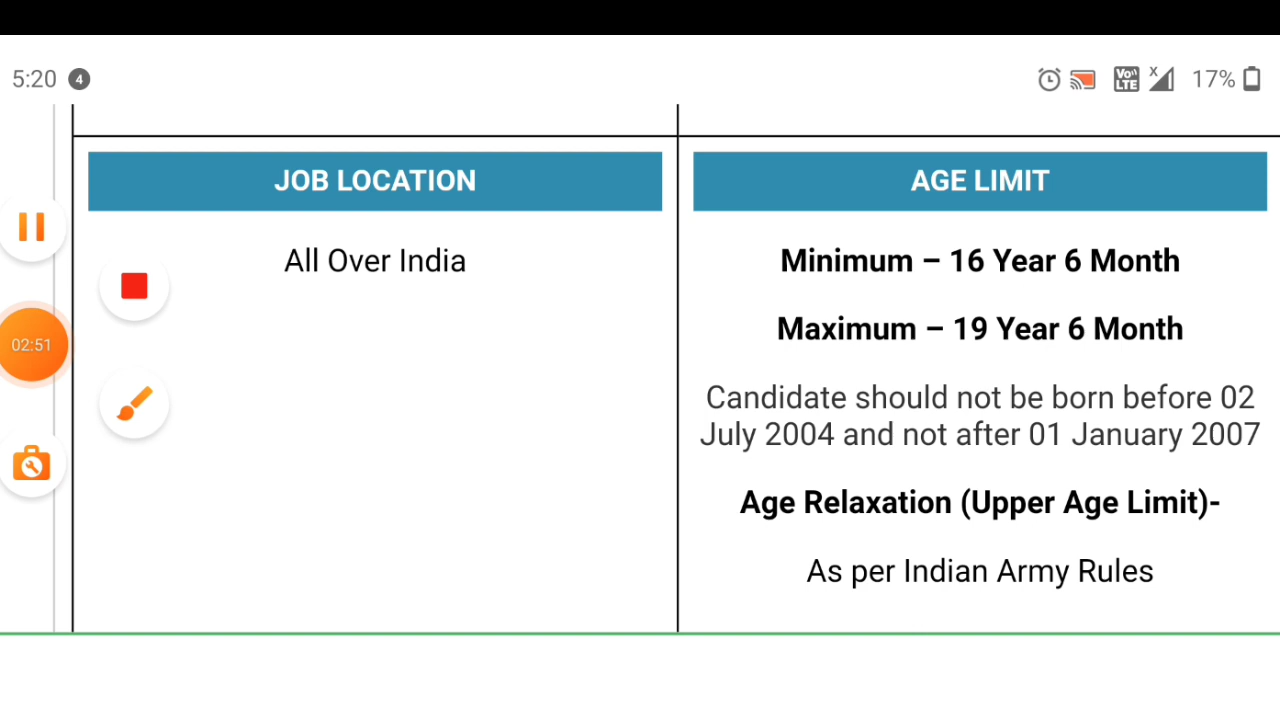 5:20 4
Vo)) LTE x 17%
JOB LOCATION
All Over India
AGE LIMIT
Minimum – 16 Year 6 Month
Maximum – 19 Year 6 Month
Candidate should not be born before 02
July 2004 and not after 01 January 2007
Age Relaxation (Upper Age Limit)-
As per Indian Army Rules
02:51